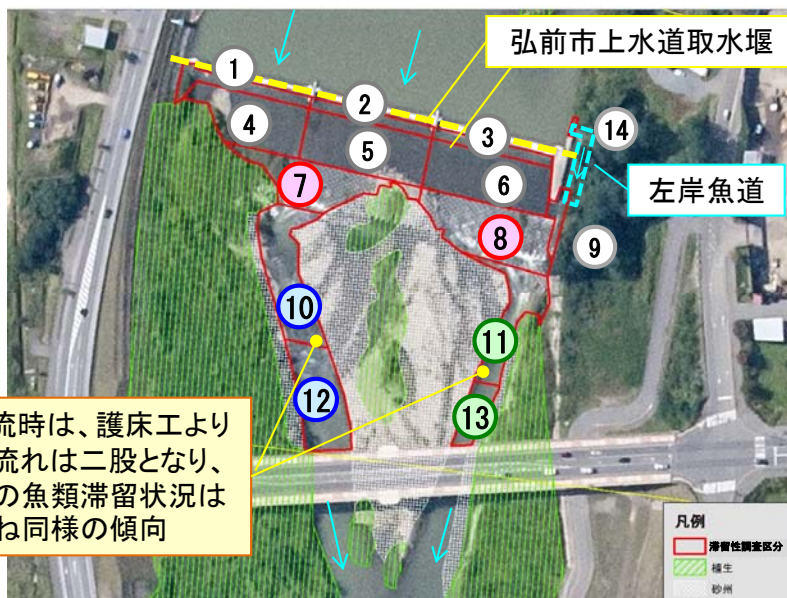 弘前市上水道取水堰
1
2
3
14
4
5
6
左岸魚道
7
8
9
10
11
12
13
流時は、護床工より
流れは二股となり、
の魚類滞留状況は
ね同様の傾向
凡例
滞留性調査区分
植生
砂州